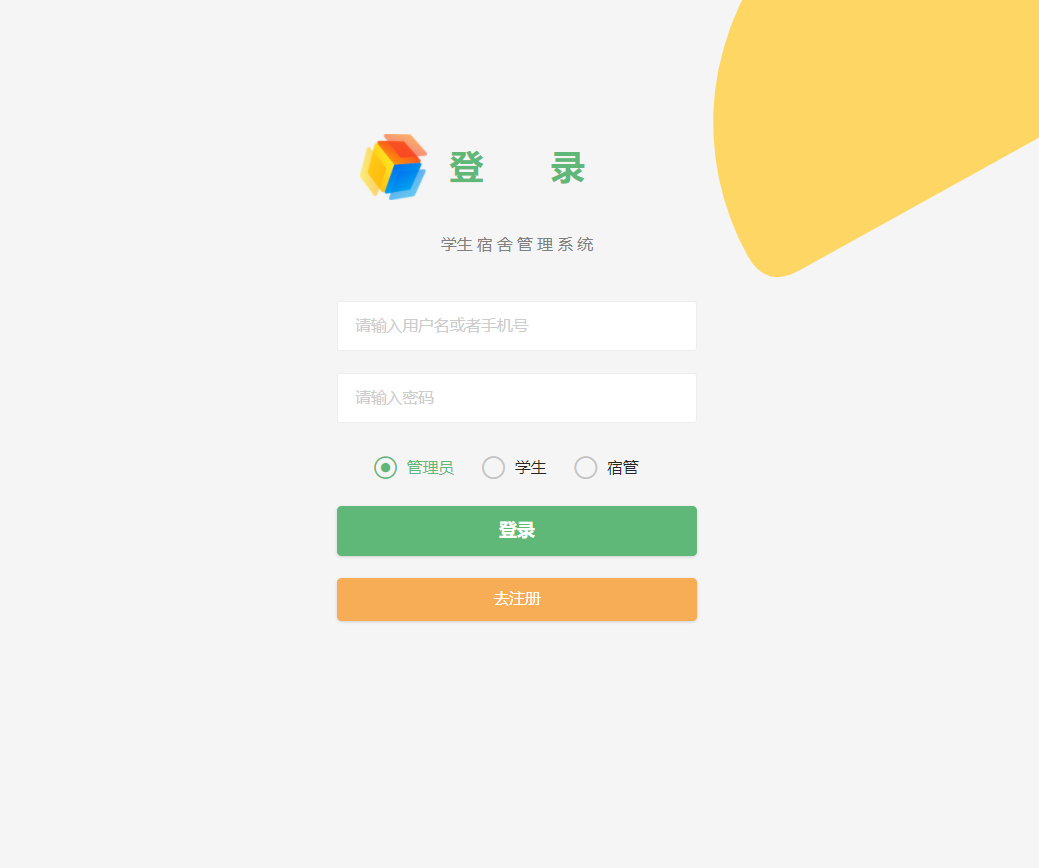 登 录
学生宿舍管理系统
请输入用户名或者手机号
请输入密码
管理员 学生 宿管
登录
去注册